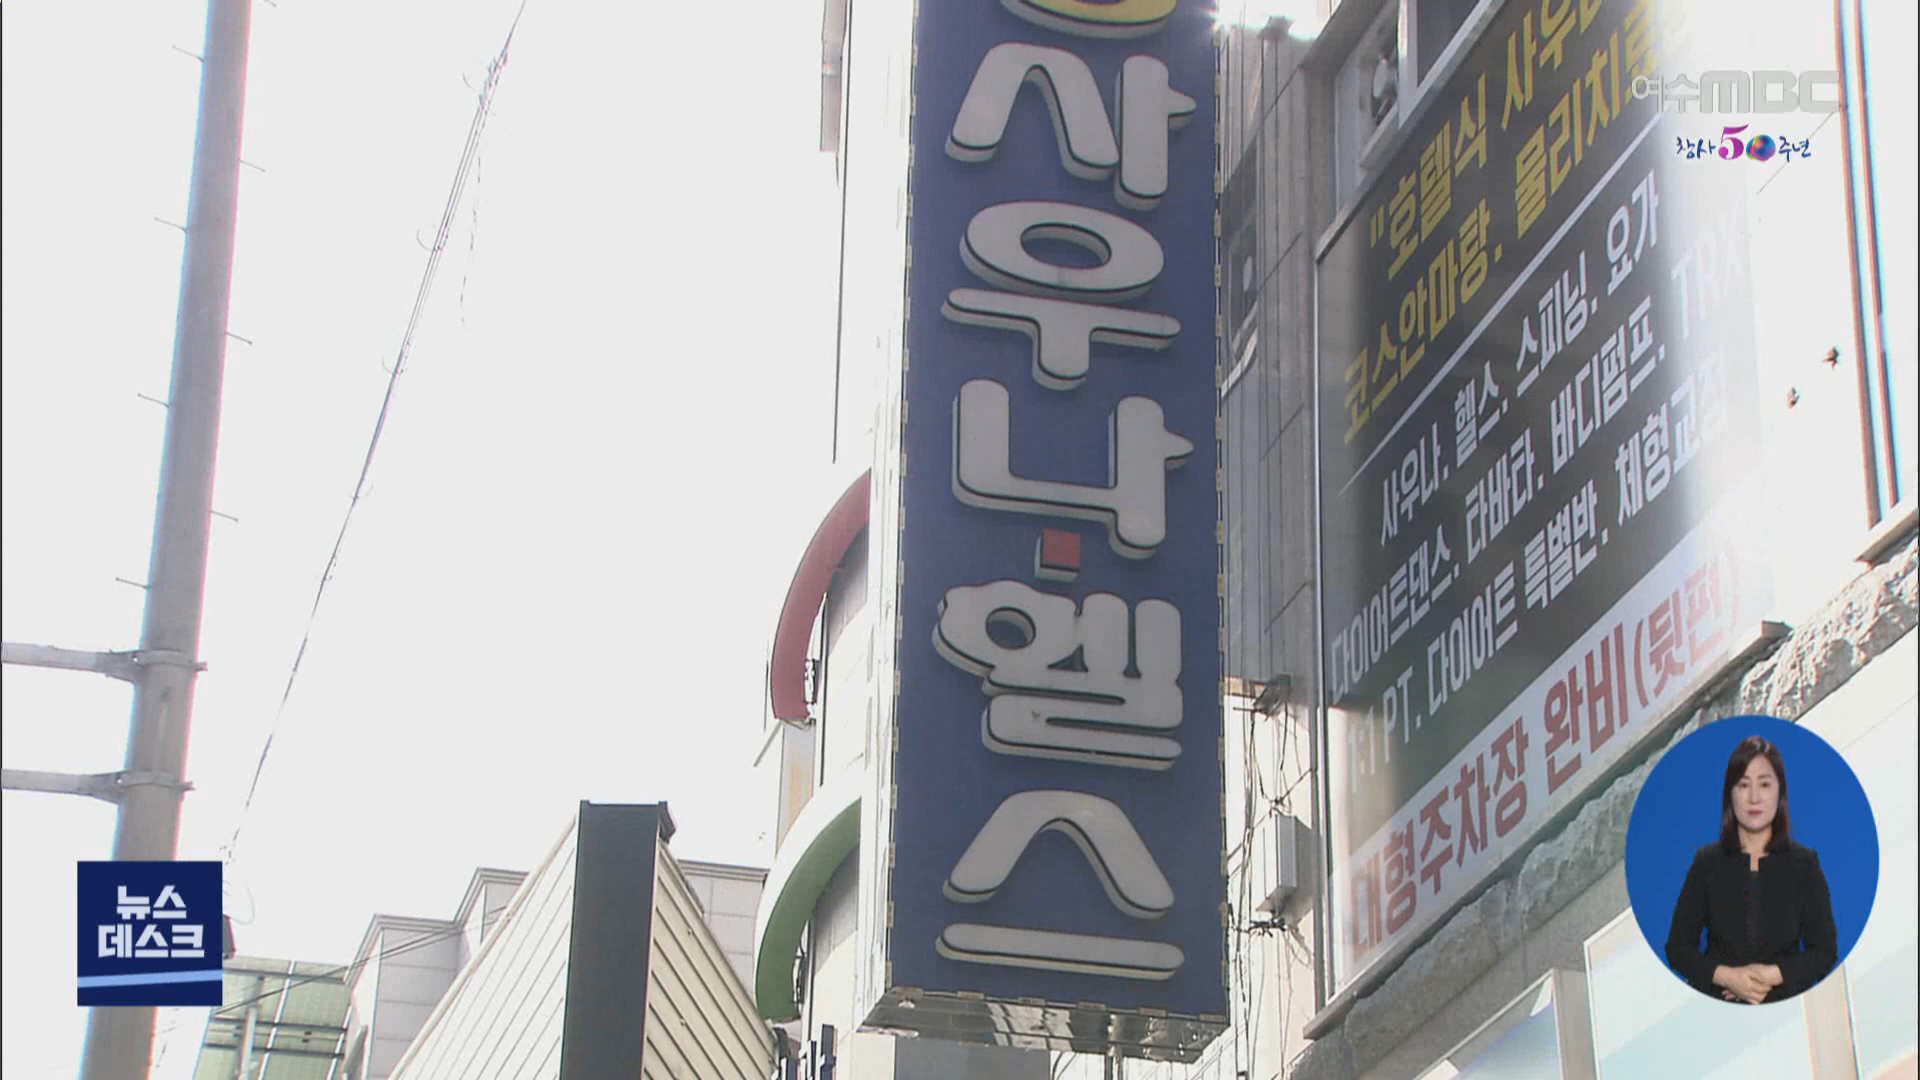 사우나·헬스
여수MBC
창사50주년
"호텔식 사우나
코스안마탕. 물리치료
사우나. 헬스. 스피닝. 요가
다이어트댄스. 타바타. 바디펌프. TRX
1:1 PT. 다이어트 특별반. 체형교정
대형주차장 완비(뒷편)
뉴스
데스크